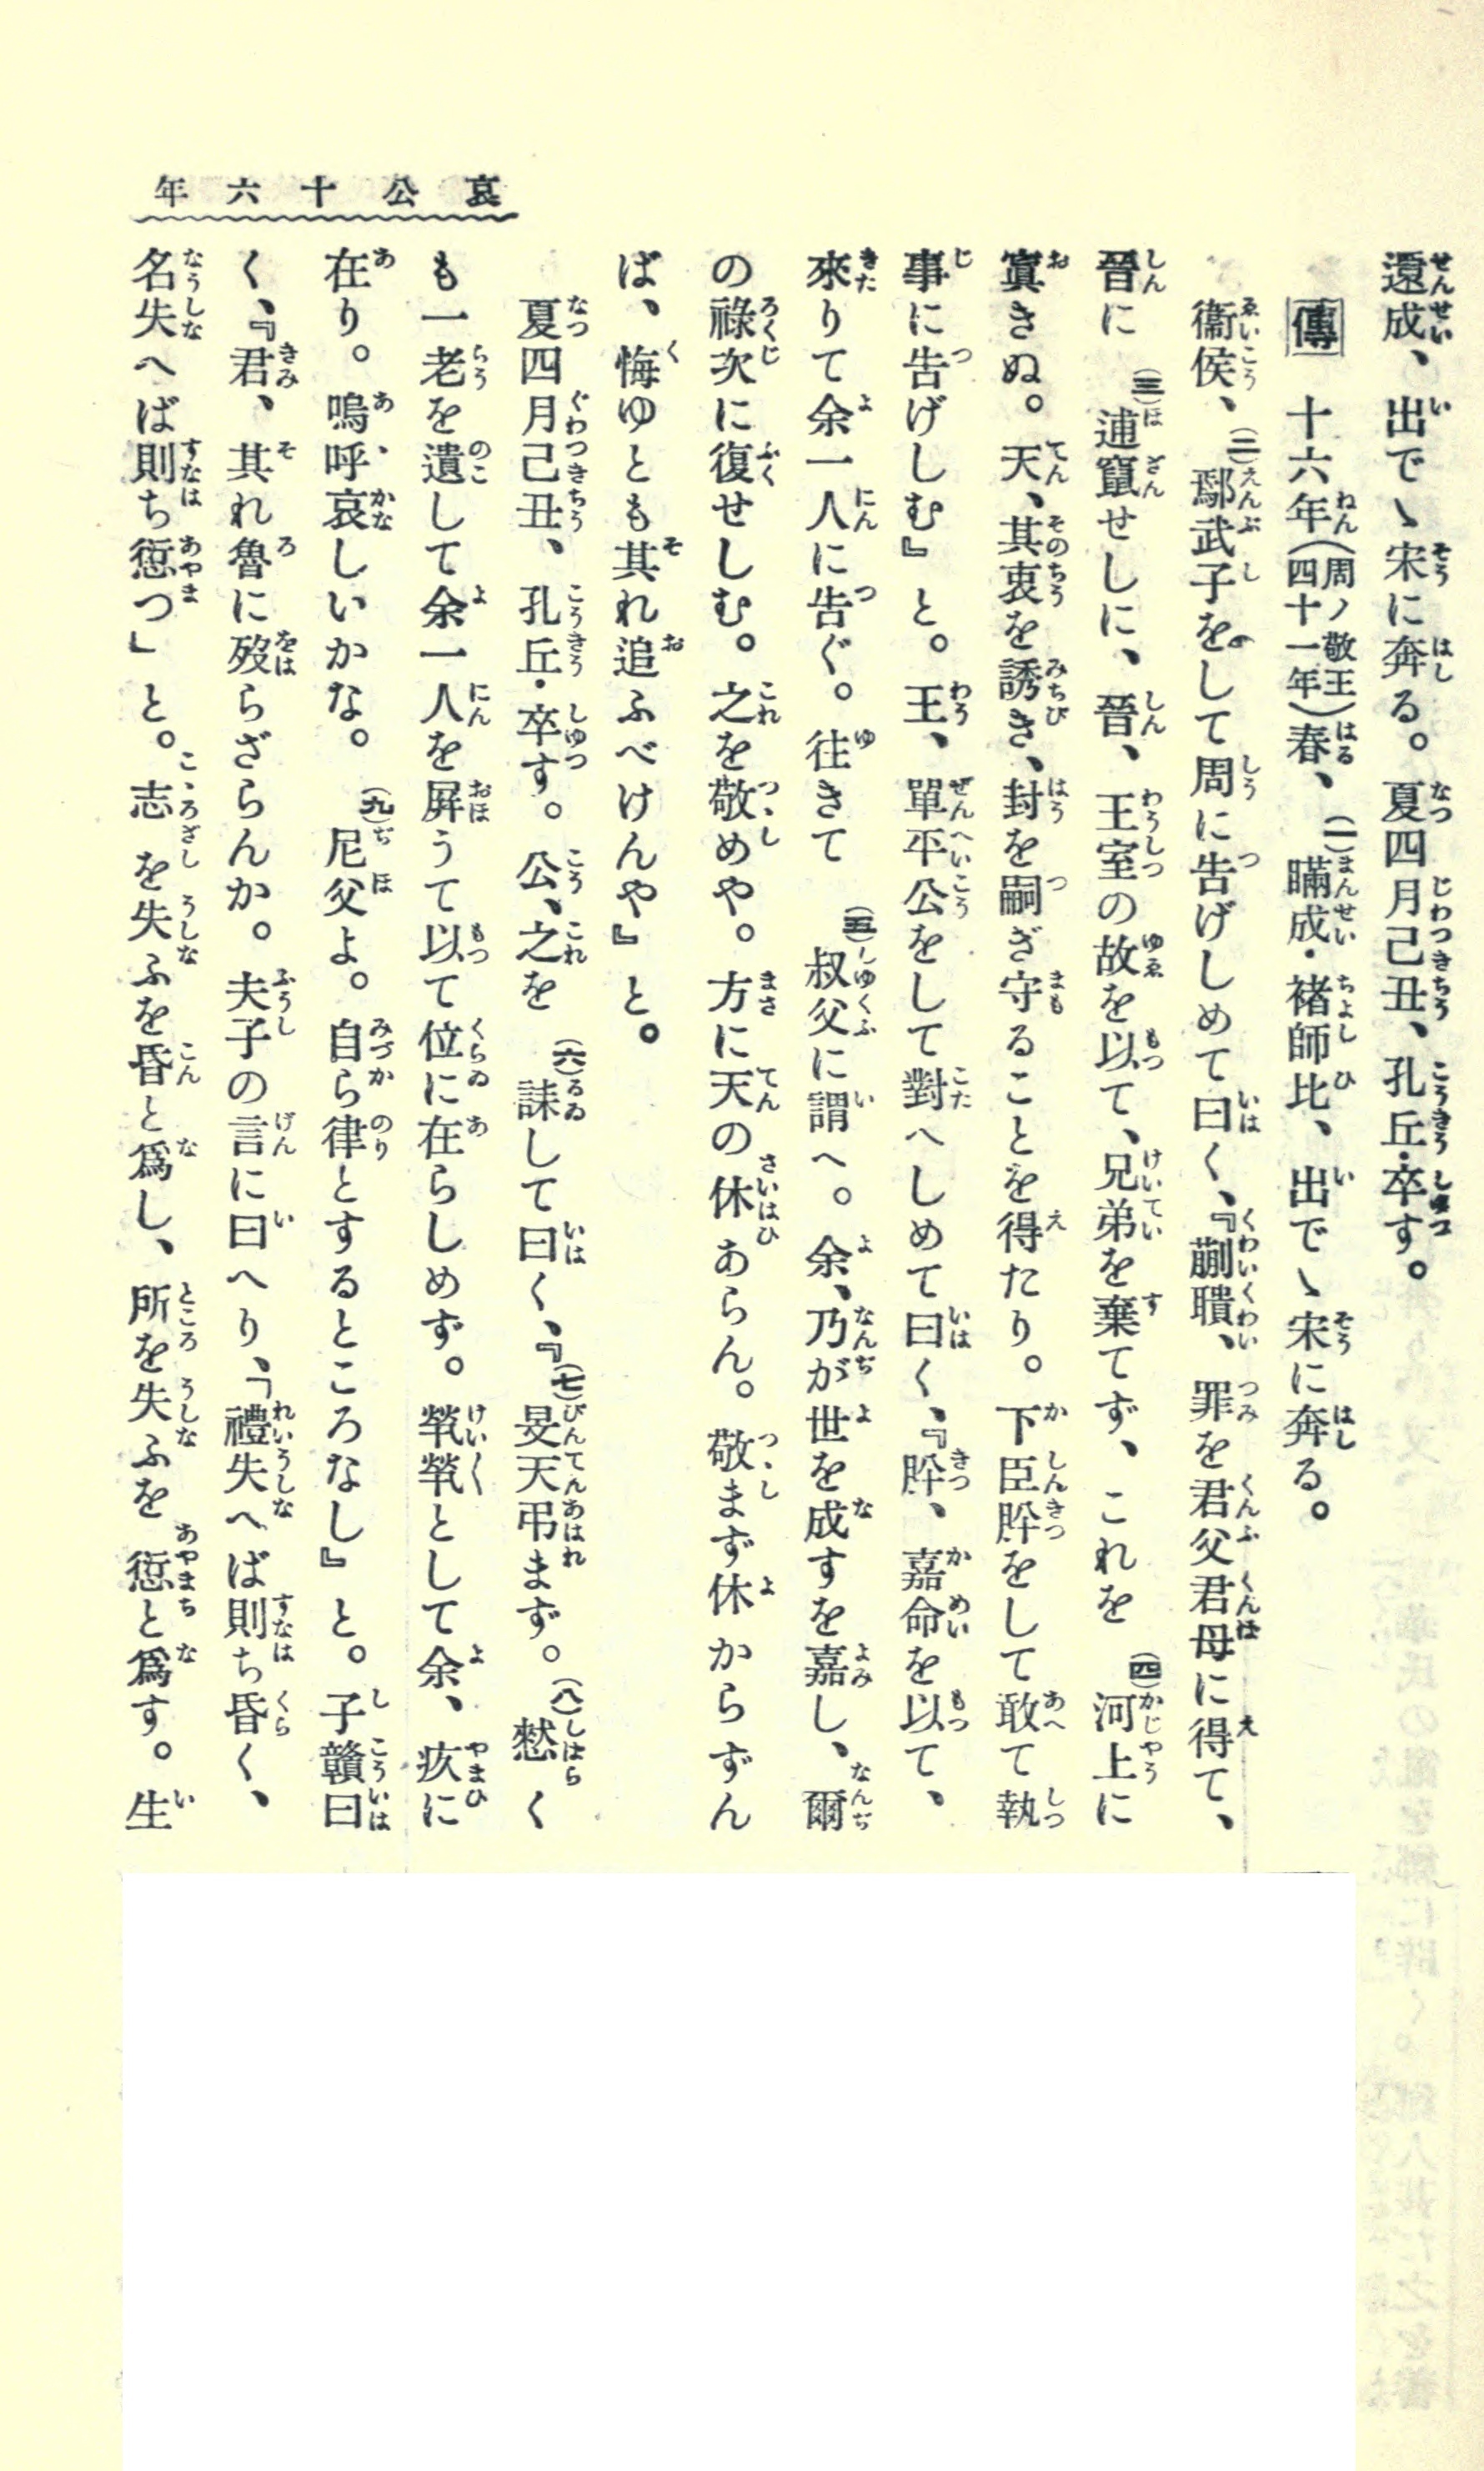 哀公十六年
還成、出でゝ宋に奔る。夏四月己丑、孔丘・卒す。
傳 十六年(周ノ敬王四十一年)春、(一)瞞成・褚師比、出でゝ宋に奔る。
衞侯、(二)鄢武子をして周に告げしめて曰く、『蒯聵、罪を君父君母に得て、
晉に(三)逋竄せしに、晉、王室の故を以て、兄弟を棄てず、これを(四)河上に
寘きぬ。天、其衷を誘き、封を嗣ぎ守ることを得たり。下臣肸をして敢て執
事に告げしむ』と。王、單平公をして對へしめて曰く、『肸、嘉命を以て、
來りて余一人に告ぐ。往きて(五)叔父に謂へ。余、乃が世を成すを嘉し、爾
の祿次に復せしむ。之を敬めや。方に天の休あらん。敬まず休からずん
ば、悔ゆとも其れ追ふべけんや』と。
夏四月己丑、孔丘・卒す。公、之を(六)誄して曰く、『(七)旻天弔まず。(八)憖く
も一老を遺して余一人を屏うて以て位に在らしめず。煢煢として余、疚に
在り。嗚呼哀しいかな。(九)尼父よ。自ら律とするところなし』と。子贛曰
く、『君、其れ魯に歿らざらんか。夫子の言に曰へり、「禮失へば則ち昏く、
名失へば則ち愆つ」と。志を失ふを昏と爲し、所を失ふを愆と爲す。生